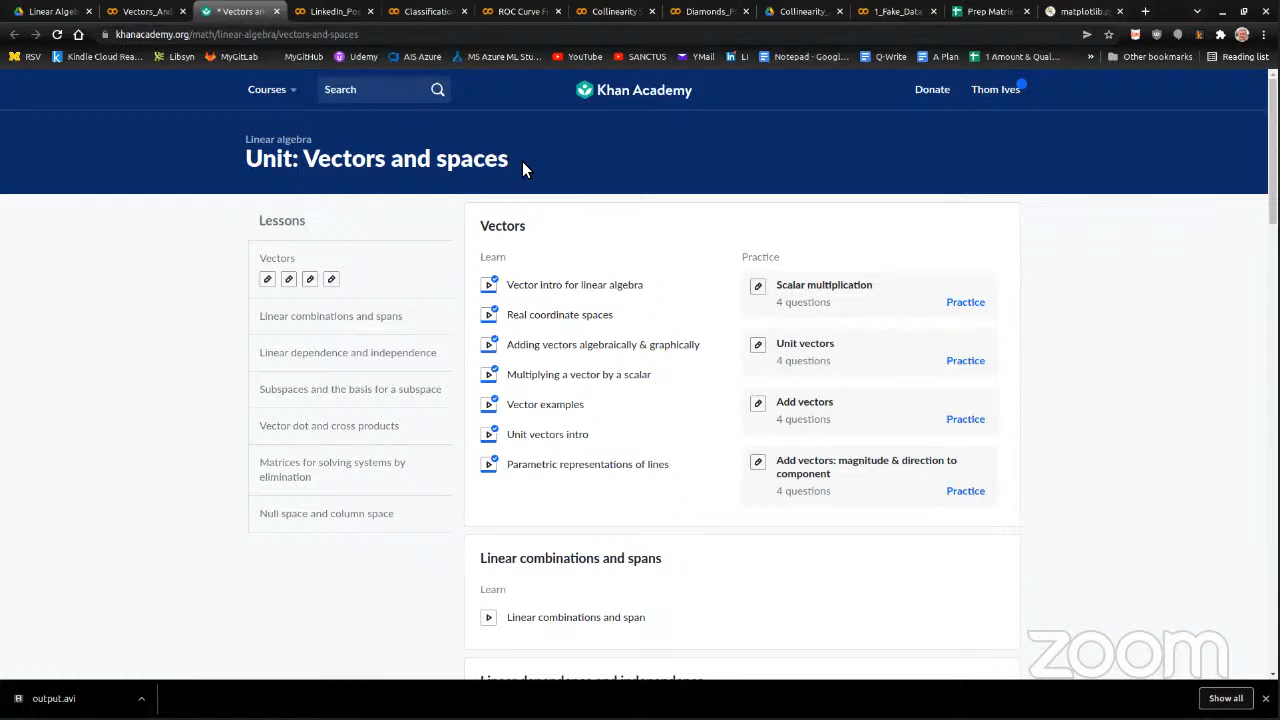 Linear Algeb
Vectors_And
* Vectors an
LinkedIn_Pos
Classification
ROC Curve F
Collinearity S
Diamonds_P
Collinearity_
1_Fake_Data
Prep Matrix
matplotlib.p
khanacademy.org/math/linear-algebra/vectors-and-spaces
RSV
Kindle Cloud Rea...
Libsyn
MyGitLab
MyGitHub
Udemy
AIS Azure
MS Azure ML Stu...
YouTube
SANCTUS
YMail
Li
Notepad - Googl...
Q-Write
A Plan
1 Amount & Qual...
»
Other bookmarks
Reading list
Courses
Search
Khan Academy
Donate
Thom Ives
Linear algebra
Unit: Vectors and spaces
Lessons
Vectors
Linear combinations and spans
Linear dependence and independence
Subspaces and the basis for a subspace
Vector dot and cross products
Matrices for solving systems by
elimination
Null space and column space
Vectors
Learn
Vector intro for linear algebra
Real coordinate spaces
Adding vectors algebraically & graphically
Multiplying a vector by a scalar
Vector examples
Unit vectors intro
Parametric representations of lines
Practice
Scalar multiplication
4 questions
Practice
Unit vectors
4 questions
Practice
Add vectors
4 questions
Practice
Add vectors: magnitude & direction to
component
4 questions
Practice
Linear combinations and spans
Learn
Linear combinations and span
Linear dependence and independence
zoom
output.avi
Show all